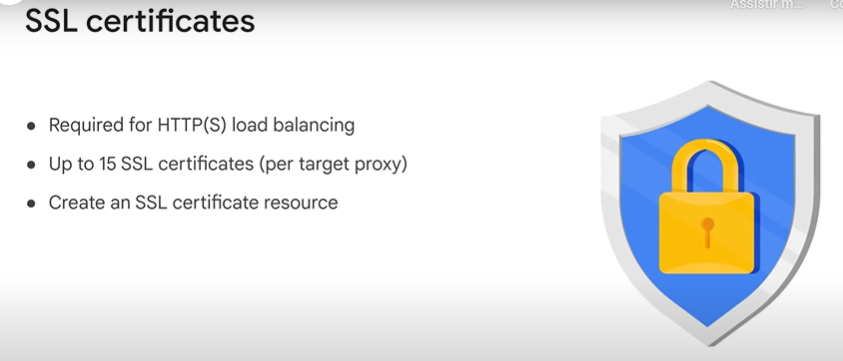 Assistir m...
SSL certificates
Required for HTTP(S) load balancing
Up to 15 SSL certificates (per target proxy)
Create an SSL certificate resource